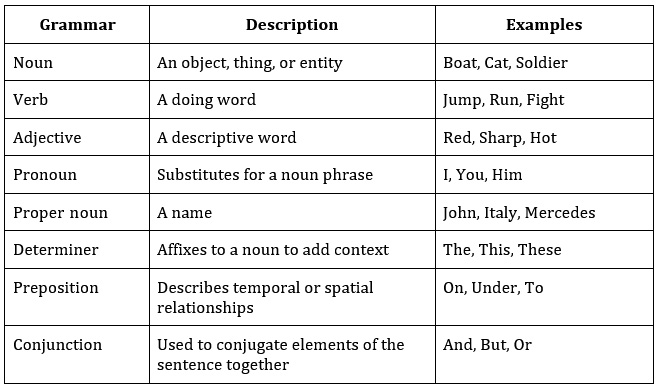 Grammar Description Examples
Noun An object, thing, or entity Boat, Cat, Soldier
Verb A doing word Jump, Run, Fight
Adjective A descriptive word Red, Sharp, Hot
Pronoun Substitutes for a noun phrase I, You, Him
Proper noun A name John, Italy, Mercedes
Determiner Affixes to a noun to add context The, This, These
Preposition Describes temporal or spatial On, Under, To
relationships
Conjunction Used to conjugate elements of the And, But, Or
sentence together